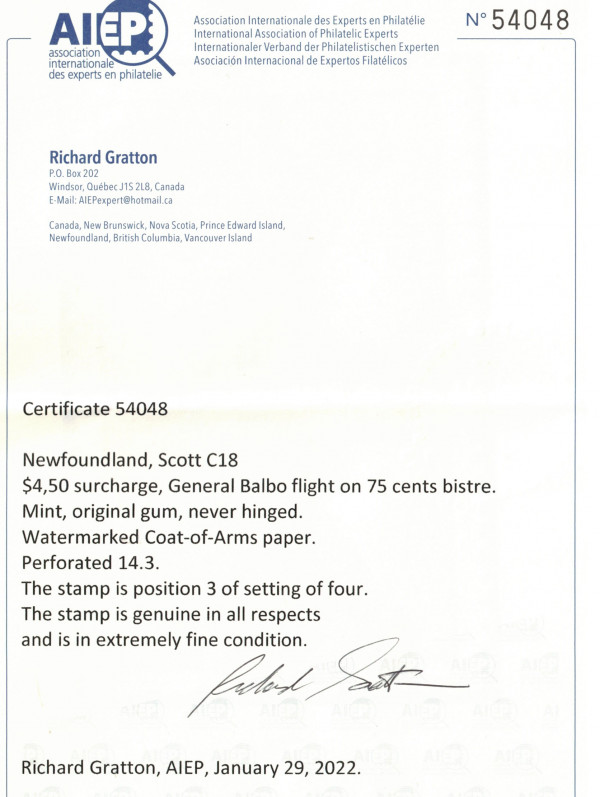 AIEP
association
internationale
des experts en philatelie
Association Internationale des Experts en Philatélie
International Association of Philatelic Experts
Internationaler Verband der Philatelistischen Experten
Asociación Internacional de Expertos Filatélicos
N° 54048
Richard Gratton
P.O. Box 202
Windsor, Québec J1S 2L8, Canada
E-Mail: AIEPexpert@hotmail.ca
Canada, New Brunswick, Nova Scotia, Prince Edward Island,
Newfoundland, British Columbia, Vancouver Island
Certificate 54048
Newfoundland, Scott C18
$4,50 surcharge, General Balbo flight on 75 cents bistre.
Mint, original gum, never hinged.
Watermarked Coat-of-Arms paper.
Perforated 14.3.
The stamp is position 3 of setting of four.
The stamp is genuine in all respects
and is in extremely fine condition.
Richard Gratton
Richard Gratton, AIEP, January 29, 2022.